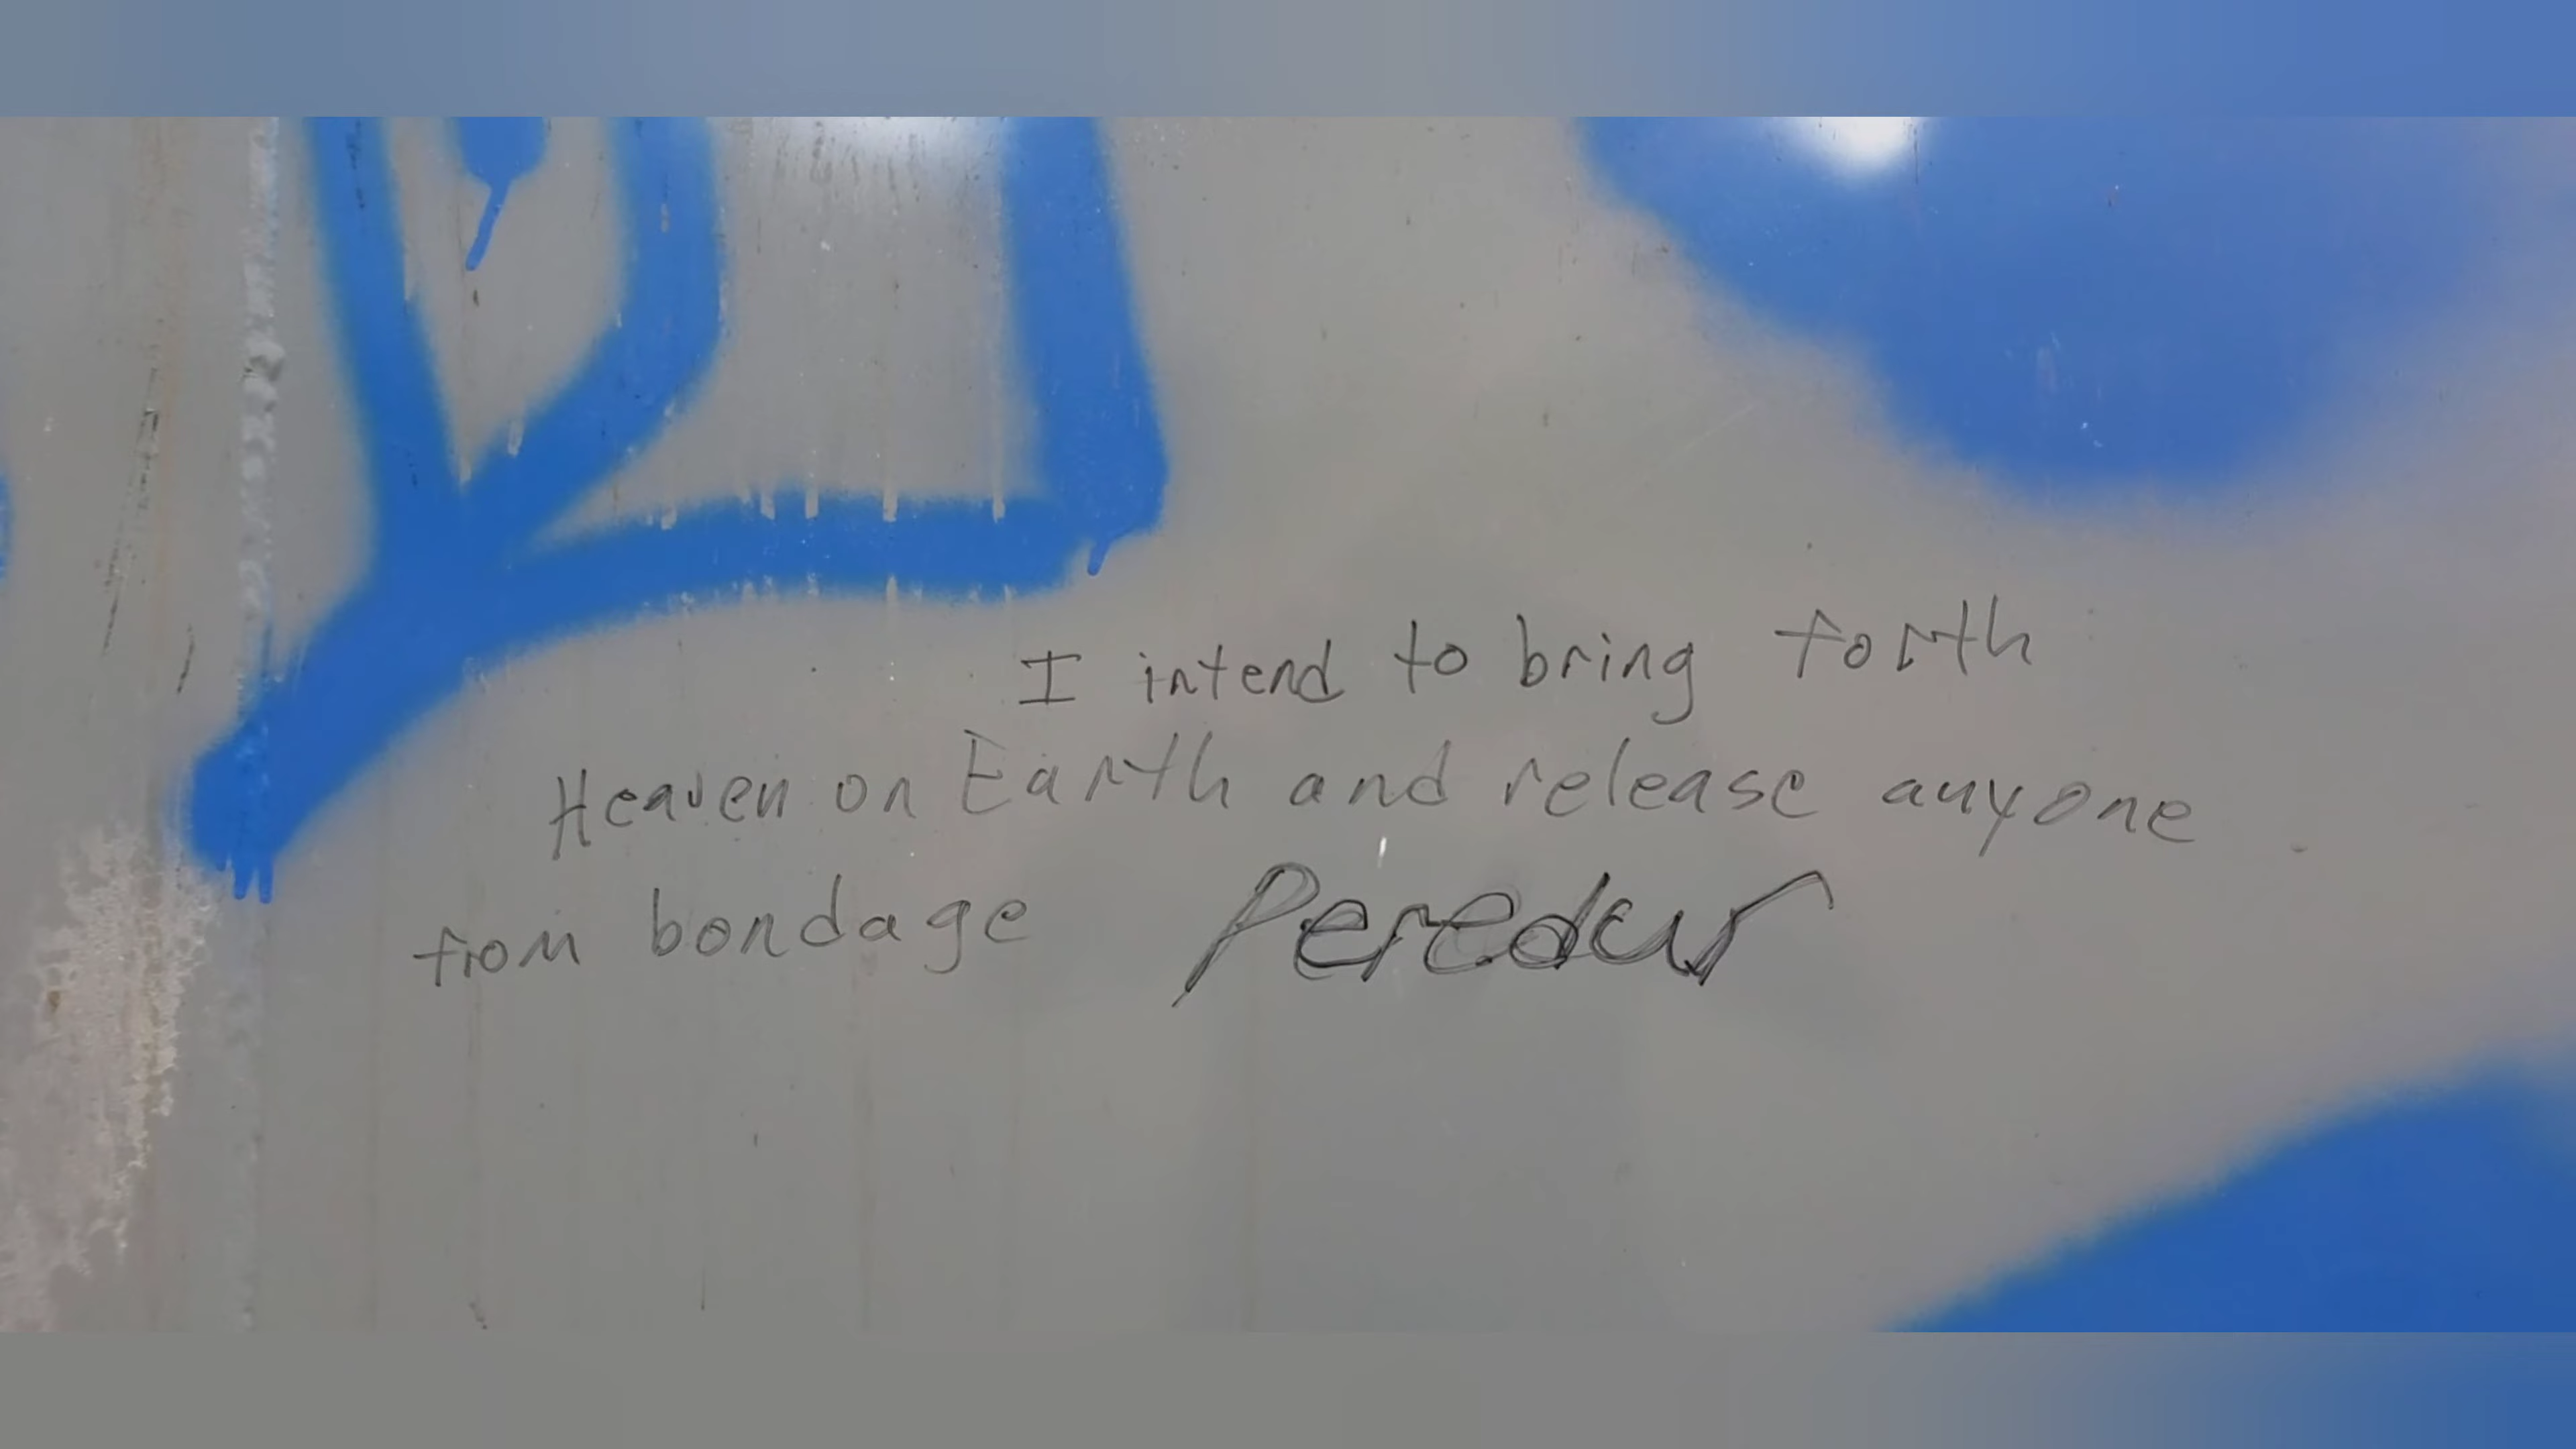 I intend to bring forth
Heaven on Earth and release anyone
from bondage Peredur